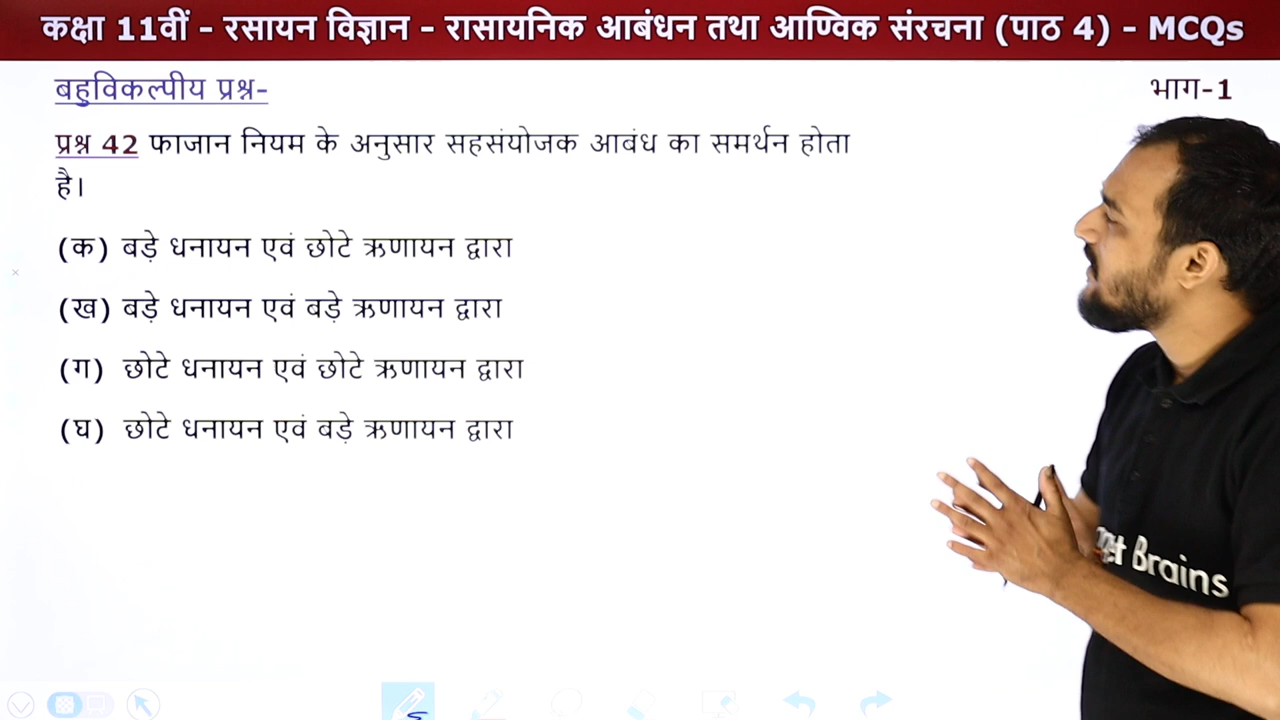 कक्षा 11वीं - रसायन विज्ञान - रासायनिक आबंधन तथा आण्विक संरचना (पाठ 4) - MCQs
बहुविकल्पीय प्रश्न-
भाग-1
प्रश्न 42 फाजान नियम के अनुसार सहसंयोजक आबंध का समर्थन होता
है।
(क) बड़े धनायन एवं छोटे ऋणायन द्वारा
(ख) बड़े धनायन एवं बड़े ऋणायन द्वारा
(ग) छोटे धनायन एवं छोटे ऋणायन द्वारा
(घ) छोटे धनायन एवं बड़े ऋणायन द्वारा
Brains